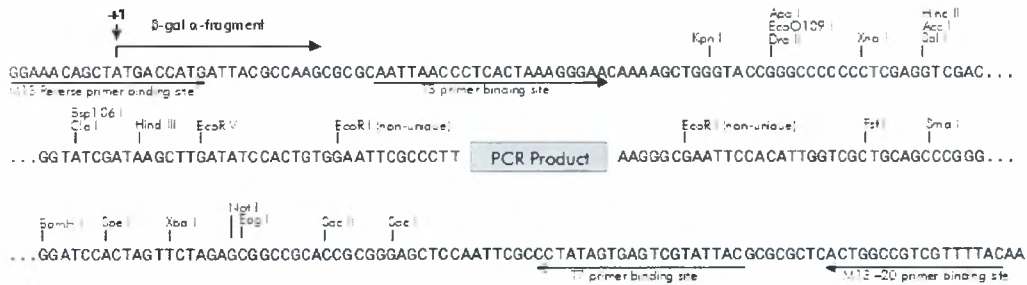 +1
β-gal α-fragment
Apa I Hinc II
EcoO109 I Acc I
Kpn I Dra II Xho I Sal I
GGAAACAGCTATGACCATGATTACGCCAAGCGCGCAATTAACCCTCACTAAAGGGAACAAAAGCTGGGTACCGGGCCCCCCCTCGAGGTCGAC...
M13 Reverse primer binding site T3 primer binding site
Bsp106 I
Cla I Hind III EcoR V EcoR I (non-unique) EcoR I (non-unique) Pst I Sma I
...GGTATCGATAAGCTTGATATCCACTGTGGAATTCGCCCTT PCR Product AAGGGCGAATTCCACATTGGTCGCTGCAGCCCGGG...
Not I
BamH I Spe I Xba I Eag I Sac II Sac I
...GGATCCACTAGTTCTAGAGCGGCCGCACCGCGGGAGCTCCAATTCGCCCTATAGTGAGTCGTATTACGCGCGCTCACTGGCCGTCGTTTTACAA
T7 primer binding site M13 –20 primer binding site